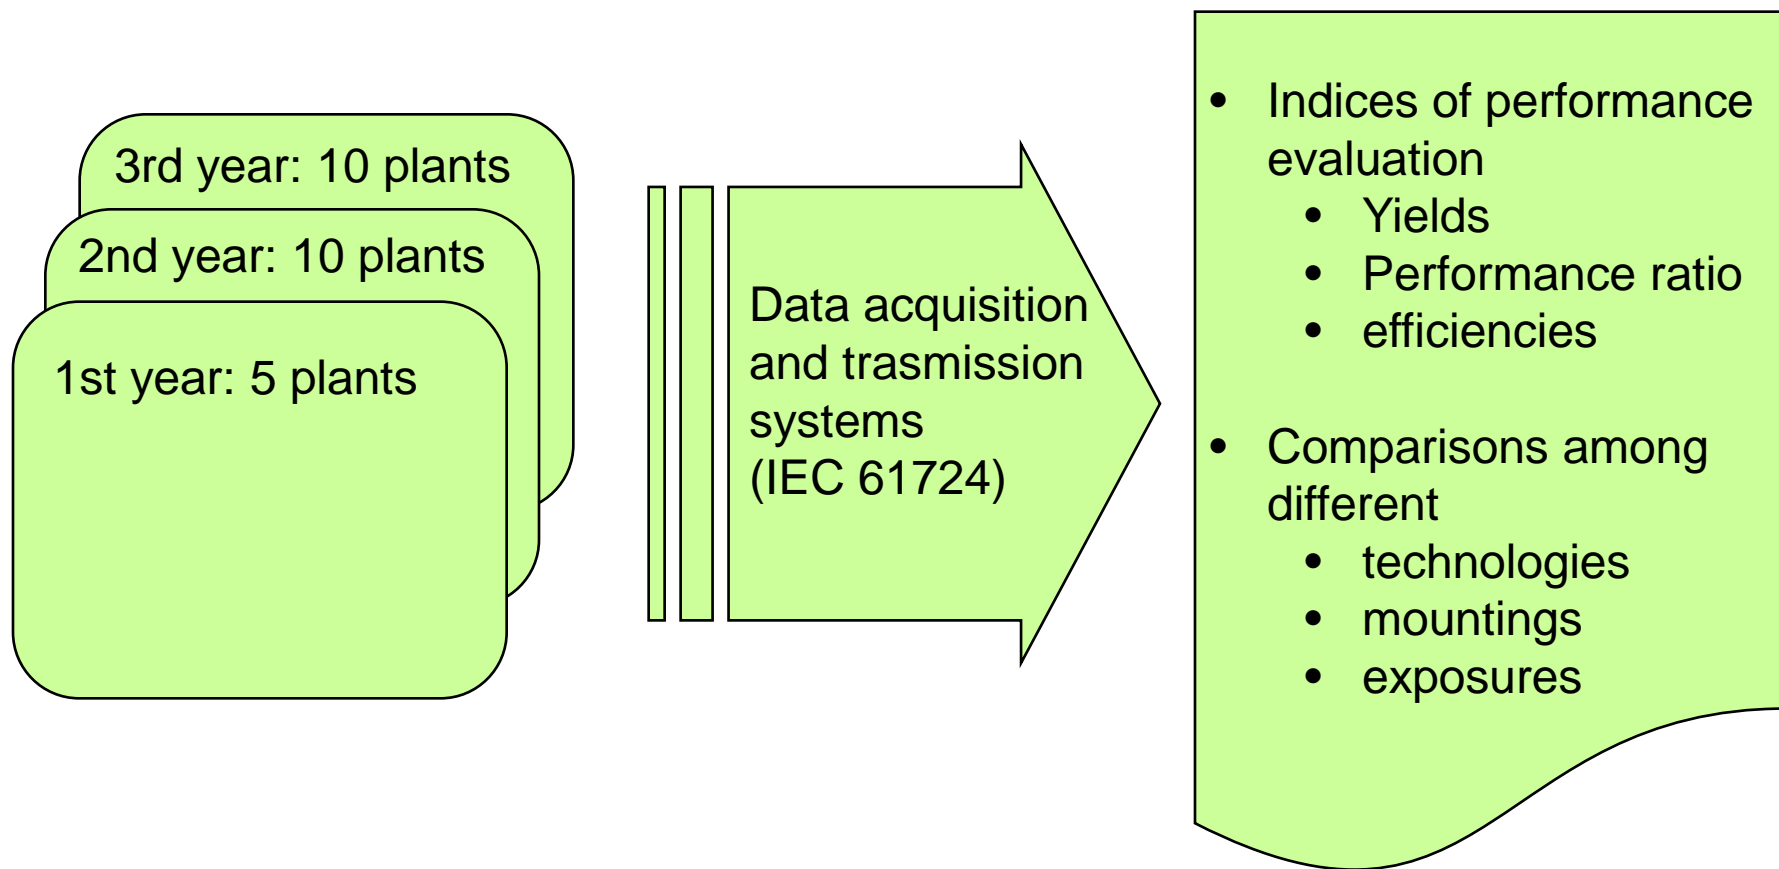 3rd year: 10 plants
2nd year: 10 plants
1st year: 5 plants
Data acquisition
and trasmission
systems
(IEC 61724)
• Indices of performance
evaluation
• Yields
• Performance ratio
• efficiencies
• Comparisons among
different
• technologies
• mountings
• exposures